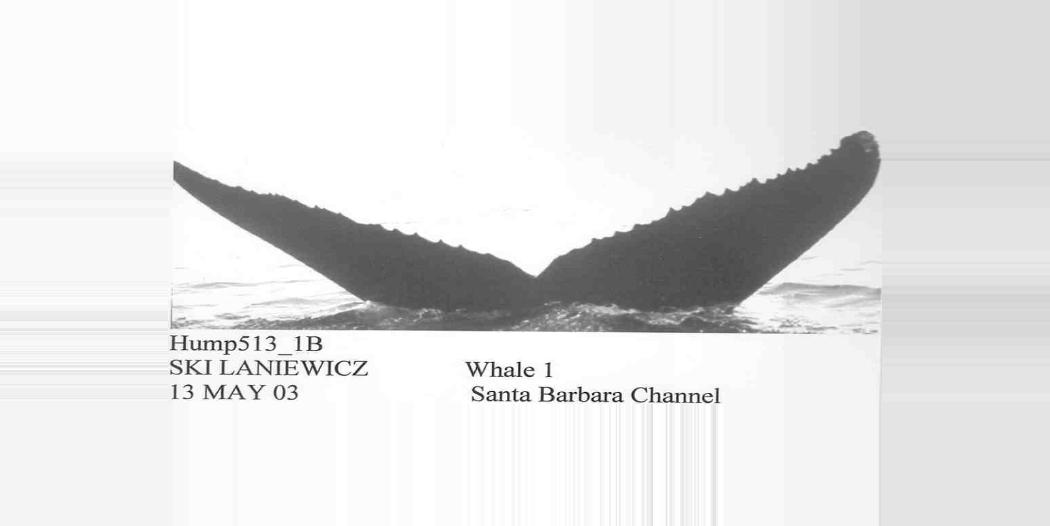 Hump513_1B
SKI LANIEWICZ
13 MAY 03
Whale 1
Santa Barbara Channel